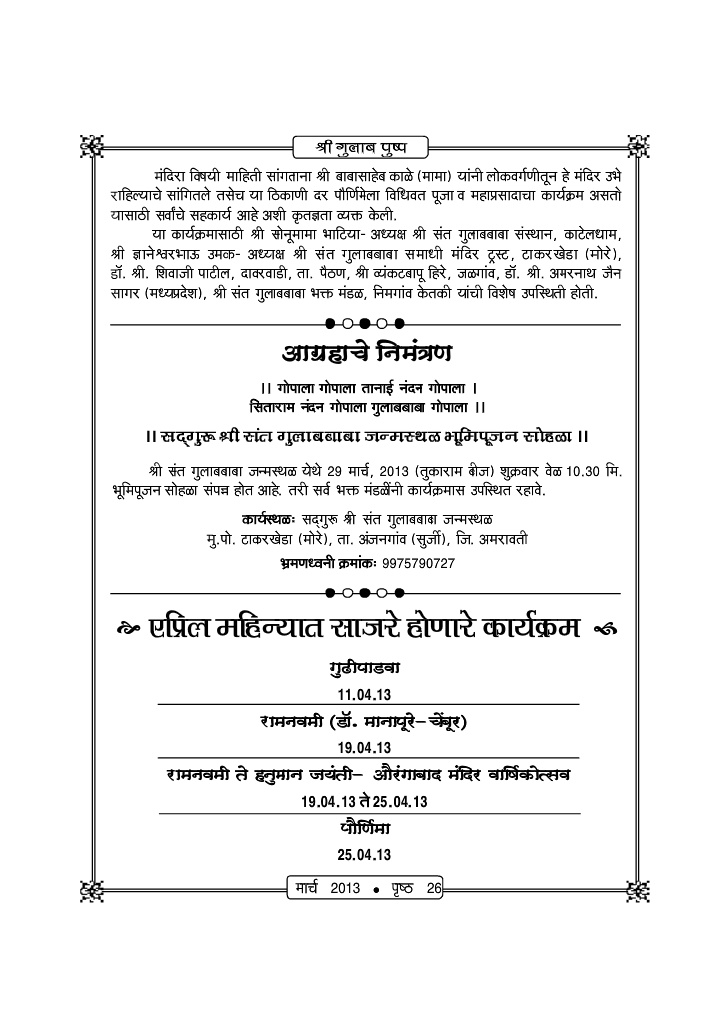 श्री गुलाब पुष्प
मंदिरा विषयी माहिती सांगताना श्री बाबासाहेब काळे (मामा) यांनी लोकवर्गणीतून हे मंदिर उभे
राहिल्याचे सांगितले तसेच या ठिकाणी दर पौर्णिमेला विधिवत पूजा व महाप्रसादाचा कार्यक्रम असतो
यासाठी सर्वांचे सहकार्य आहे अशी कृतज्ञता व्यक्त केली.
या कार्यक्रमासाठी श्री सोनूमामा भाटिया- अध्यक्ष श्री संत गुलाबबाबा संस्थान, काटेलधाम,
श्री ज्ञानेश्वरभाऊ उमक- अध्यक्ष श्री संत गुलाबबाबा समाधी मंदिर ट्रस्ट, टाकरखेडा (मोरे),
डॉ. श्री. शिवाजी पाटील, दावरवाडी, ता. पैठण, श्री व्यंकटबापू हिरे, जळगांव, डॉ. श्री. अमरनाथ जैन
सागर (मध्यप्रदेश), श्री संत गुलाबबाबा भक्त मंडळ, निमगांव केतकी यांची विशेष उपस्थिती होती.
आग्रहाचे निमंत्रण
।। गोपाला गोपाला तानाई नंदन गोपाला ।
सिताराम नंदन गोपाला गुलाबबाबा गोपाला ।।
।। सद्‌गुरू श्री संत गुलाबबाबा जन्मस्थळ भूमिपूजन सोहळा ।।
श्री संत गुलाबबाबा जन्मस्थळ येथे 29 मार्च, 2013 (तुकाराम बीज) शुक्रवार वेळ 10.30 मि.
भूमिपूजन सोहळा संपन्न होत आहे. तरी सर्व भक्त मंडळींनी कार्यक्रमास उपस्थित रहावे.
कार्यस्थळः सद्‌गुरू श्री संत गुलाबबाबा जन्मस्थळ
मु.पो. टाकरखेडा (मोरे), ता. अंजनगांव (सुर्जी), जि. अमरावती
भ्रमणध्वनी क्रमांकः 9975790727
एप्रिल महिन्यात साजरे होणारे कार्यक्रम
गुढीपाडवा
11.04.13
रामनवमी (डॉ. मानापूरे- चेंबूर)
19.04.13
रामनवमी ते हनुमान जयंती- औरंगाबाद मंदिर वार्षिकोत्सव
19.04.13 ते 25.04.13
पौर्णिमा
25.04.13
मार्च 2013 • पृष्ठ 26